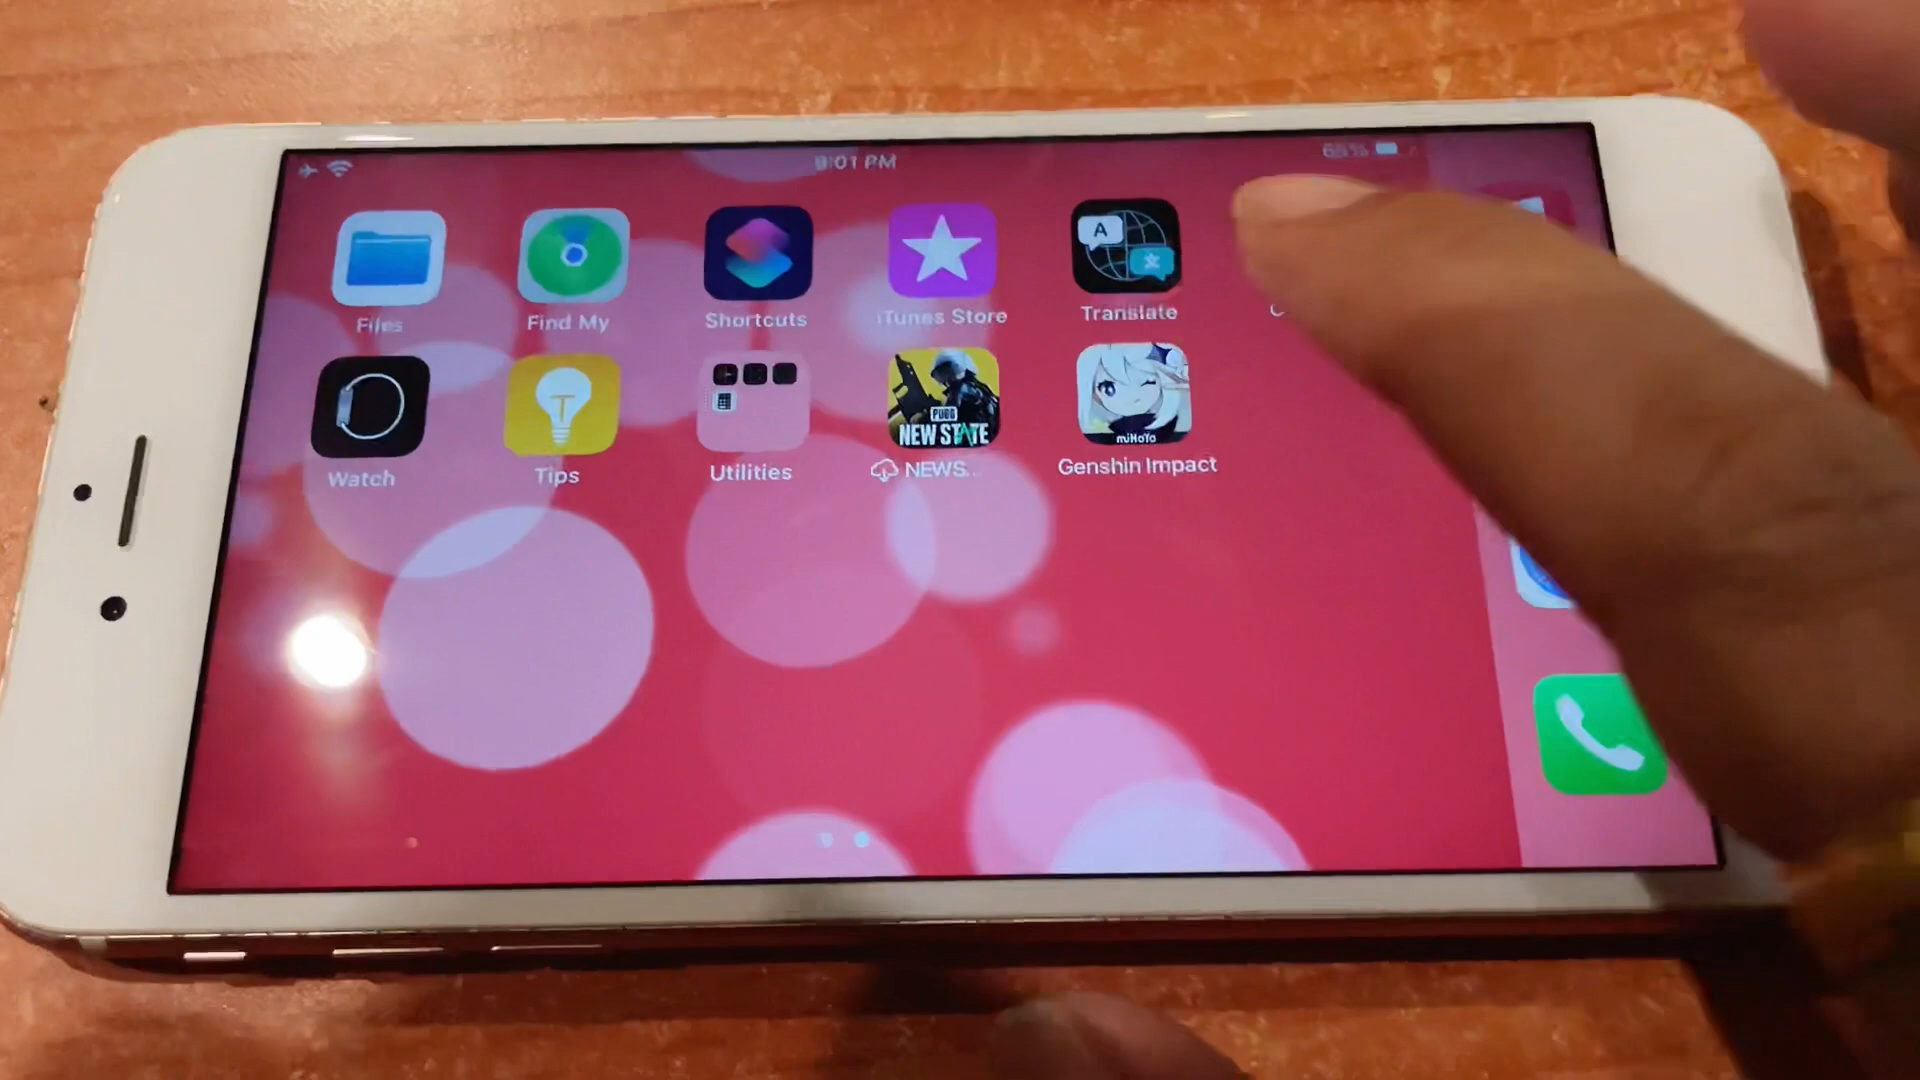 9:01 PM
65%
A
Files
Find My
Shortcuts
iTunes Store
Translate
C
PUBG
NEW STATE
miHoYo
Watch
Tips
Utilities
NEWS...
Genshin Impact